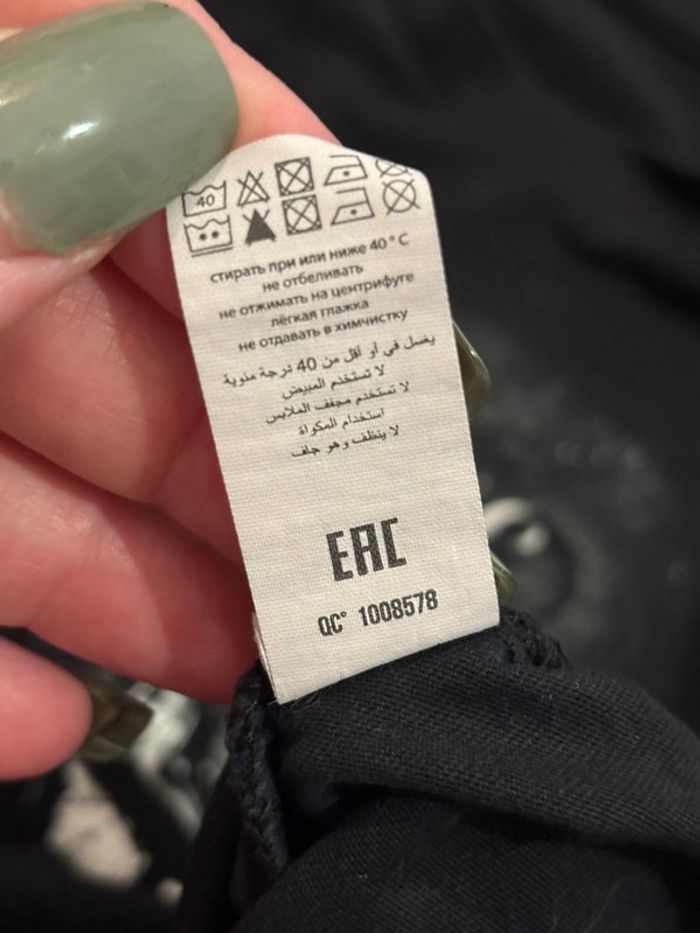 40
стирать при или ниже 40°C
не отбеливать
не отжимать на центрифуге
лёгкая глажка
не отдавать в химчистку
يغسل في أو أقل من 40 درجة مئوية
لا تستخدم المبيض
لا تستخدم مجفف الملابس
استخدام المكواة
لا ينظف وهو جاف
EAC
QC° 1008578